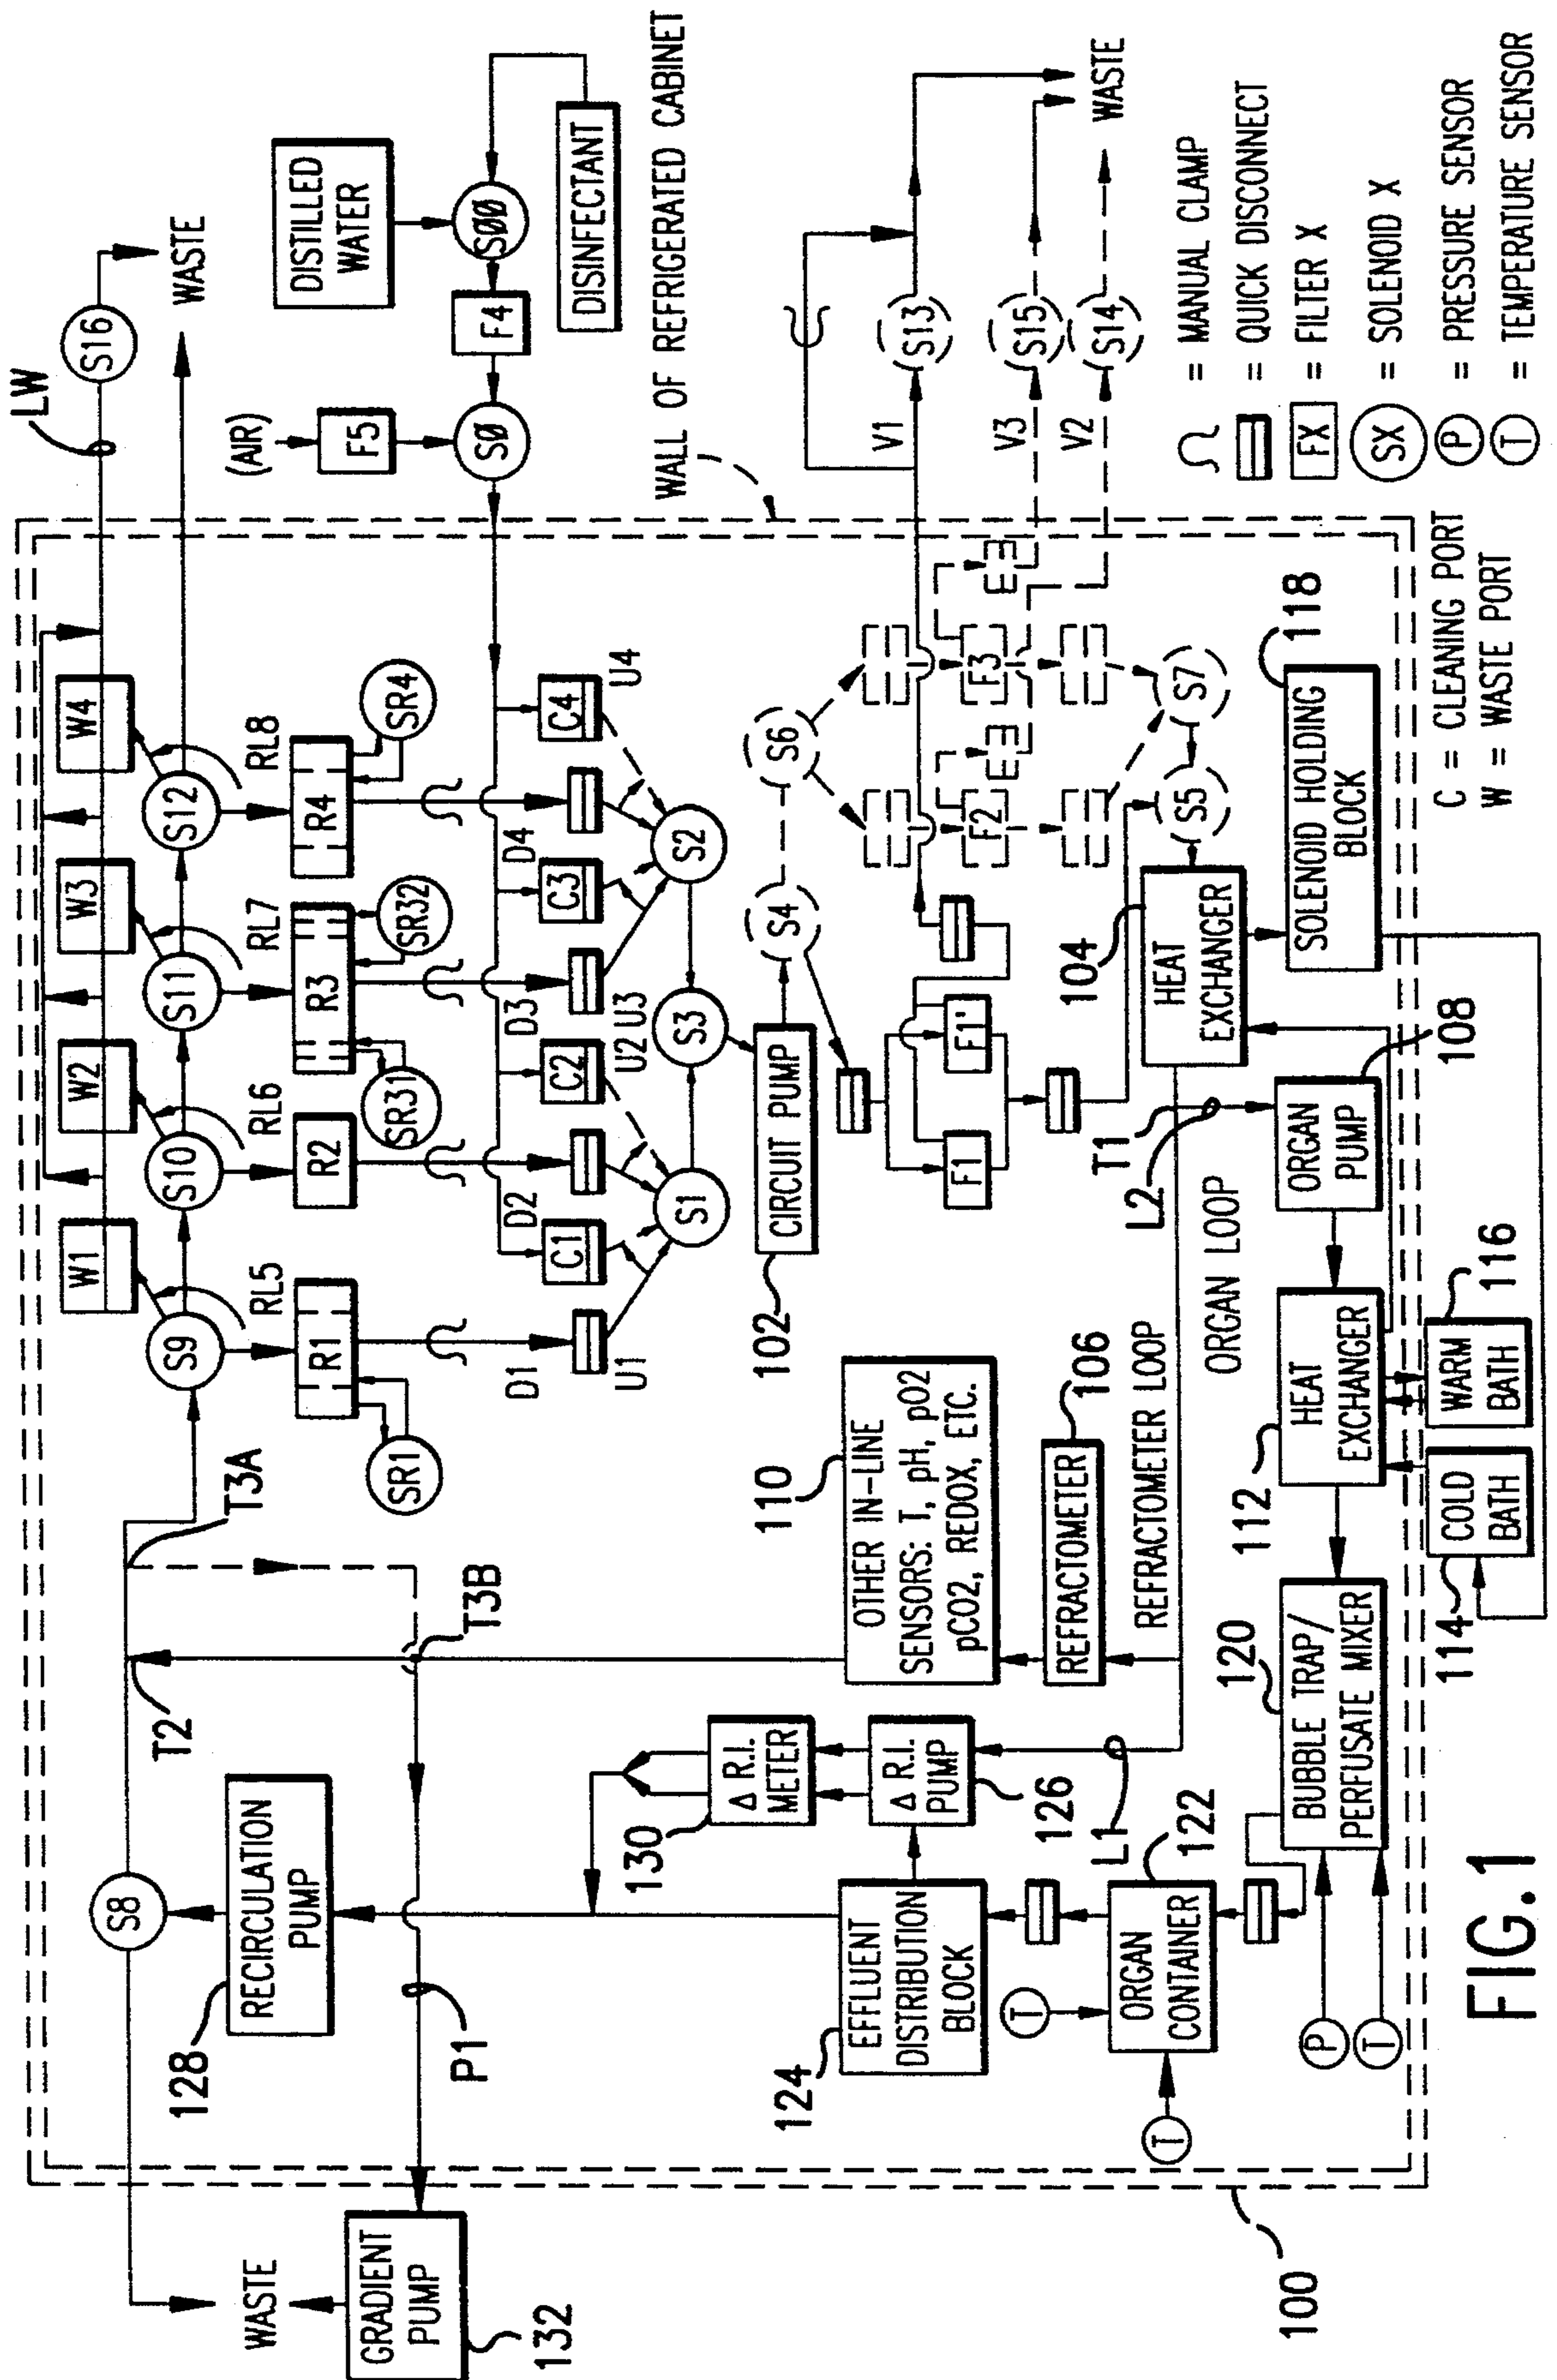 LW
S16
WASTE
WASTE
W1
W2
W3
W4
S9
S10
S11
S12
RL5
RL6
RL7
RL8
R1
R2
R3
R4
SR1
SR31
SR32
SR4
(AIR)
F5
SØ
F4
SØØ
DISTILLED
WATER
DISINFECTANT
WALL OF REFRIGERATED CABINET
D1
D2
D3
D4
C1
C2
C3
C4
U1
U2
U3
U4
S1
S2
S3
102
CIRCUIT PUMP
S4
S6
F1
F1'
F2
F3
S5
S7
V1
V3
V2
S13
S15
S14
WASTE
= MANUAL CLAMP
= QUICK DISCONNECT
FX = FILTER X
SX = SOLENOID X
P = PRESSURE SENSOR
T = TEMPERATURE SENSOR
C = CLEANING PORT
W = WASTE PORT
104
HEAT
EXCHANGER
118
SOLENOID HOLDING
BLOCK
T1
L2
108
ORGAN
PUMP
ORGAN LOOP
112
HEAT
EXCHANGER
116
WARM
BATH
114
COLD
BATH
120
BUBBLE TRAP/
PERFUSATE MIXER
P
T
122
ORGAN
CONTAINER
T
T
124
EFFLUENT
DISTRIBUTION
BLOCK
L1
126
Δ R.I.
PUMP
130
Δ R.I.
METER
REFRACTOMETER LOOP
106
REFRACTOMETER
110
OTHER IN-LINE
SENSORS: T, pH, pO2
pCO2, REDOX, ETC.
T3A
T3B
T2
128
RECIRCULATION
PUMP
S8
P1
WASTE
GRADIENT
PUMP
132
100
FIG.1